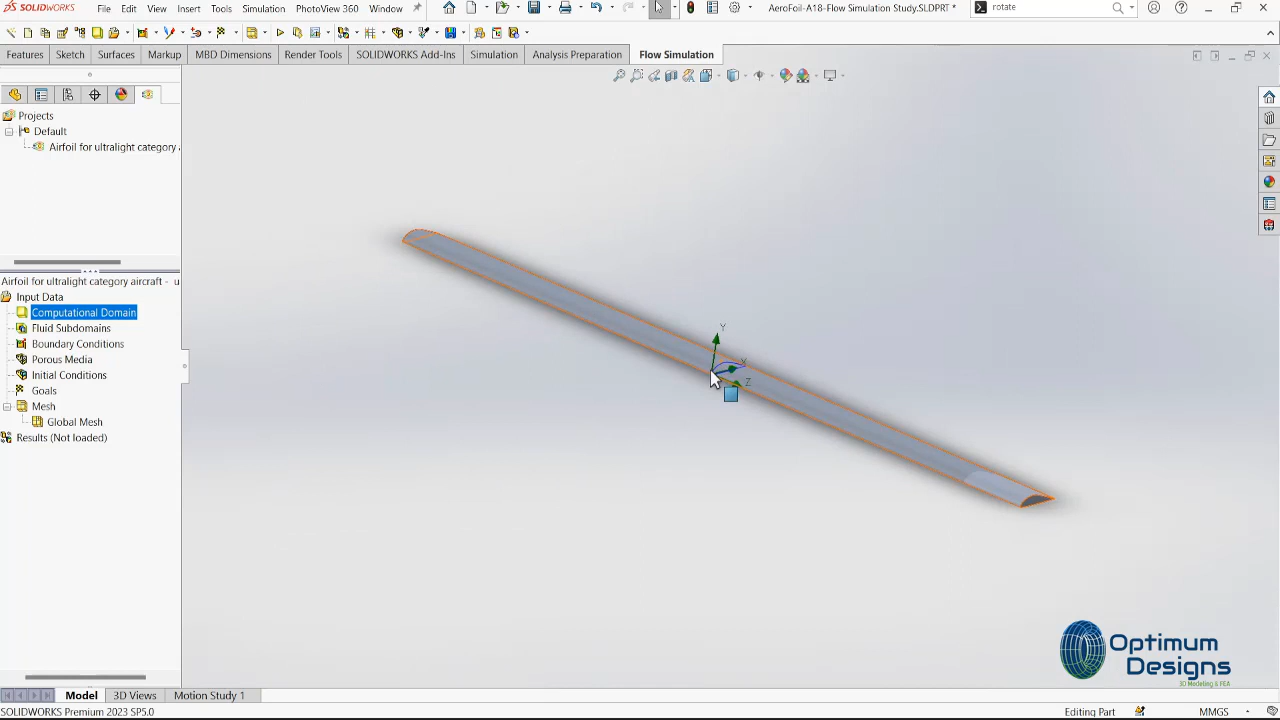 SOLIDWORKS File Edit View Insert Tools Simulation PhotoView 360 Window AeroFoil-A18-Flow Simulation Study.SLDPRT * rotate
Features Sketch Surfaces Markup MBD Dimensions Render Tools SOLIDWORKS Add-Ins Simulation Analysis Preparation Flow Simulation
Projects
Default
Airfoil for ultralight category a
Airfoil for ultralight category aircraft - u
Input Data
Computational Domain
Fluid Subdomains
Boundary Conditions
Porous Media
Initial Conditions
Goals
Mesh
Global Mesh
Results (Not loaded)
Y
Z
Optimum
Designs
3D Modeling & FEA
Model 3D Views Motion Study 1
SOLIDWORKS Premium 2023 SP5.0 Editing Part MMGS